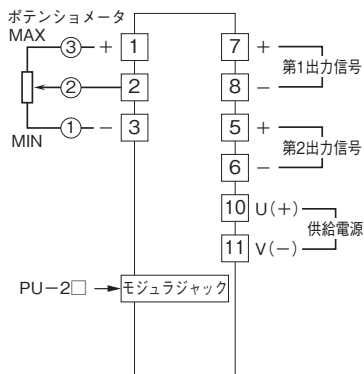 ポテンショメータ
MAX
③ + 1
② 2
① − 3
MIN
7 +
8 −
第1出力信号
5 +
6 −
第2出力信号
10 U(+)
11 V(−)
供給電源
PU−2□ モジュラジャック